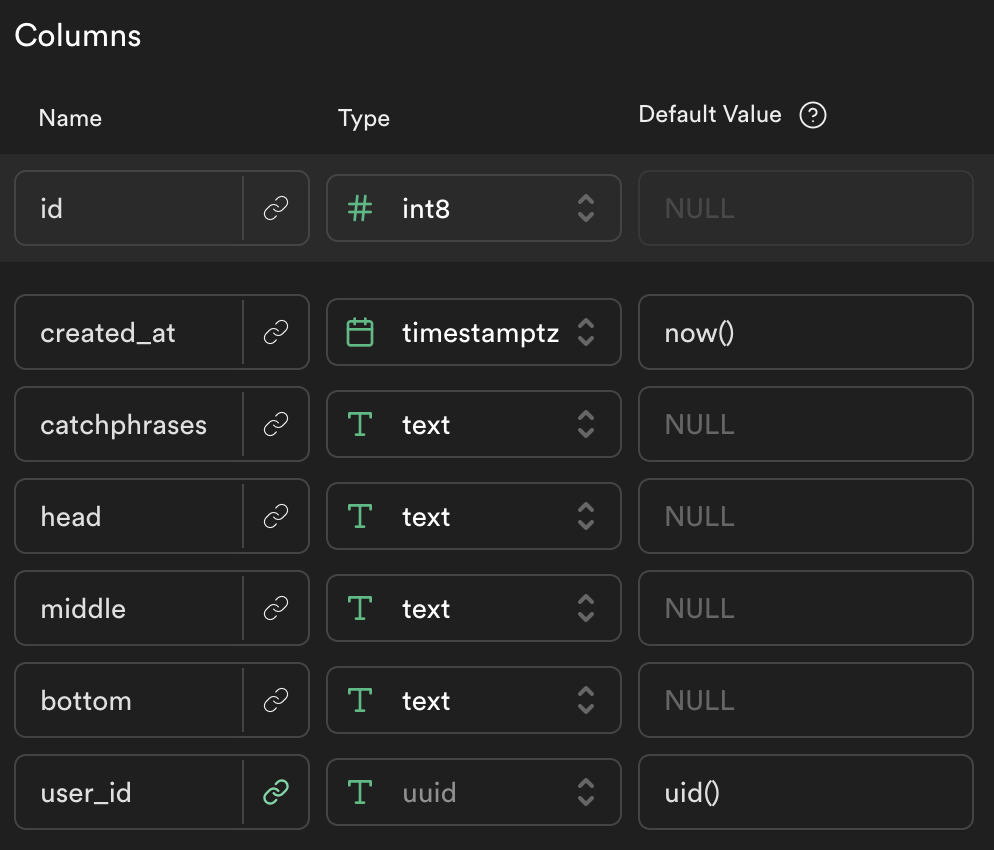 Columns
Name Type Default Value ?
id int8 NULL
created_at timestamptz now()
catchphrases text NULL
head text NULL
middle text NULL
bottom text NULL
user_id uuid uid()